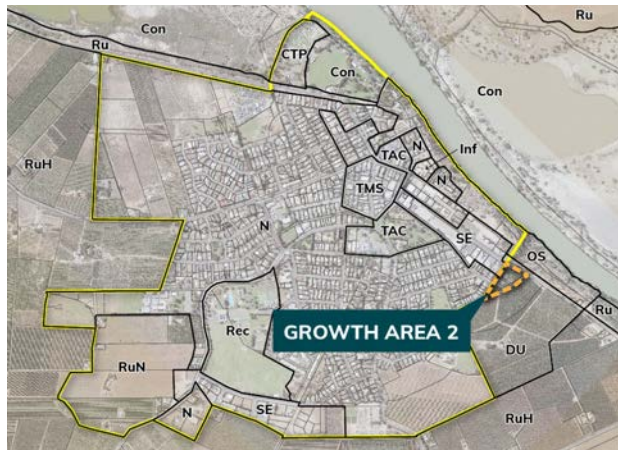 Ru
Con
Ru
CTP
Con
Con
RuH
TAC
N
Inf
N
TMS
N
TAC
SE
OS
Rec
GROWTH AREA 2
Ru
RuN
DU
N
SE
RuH